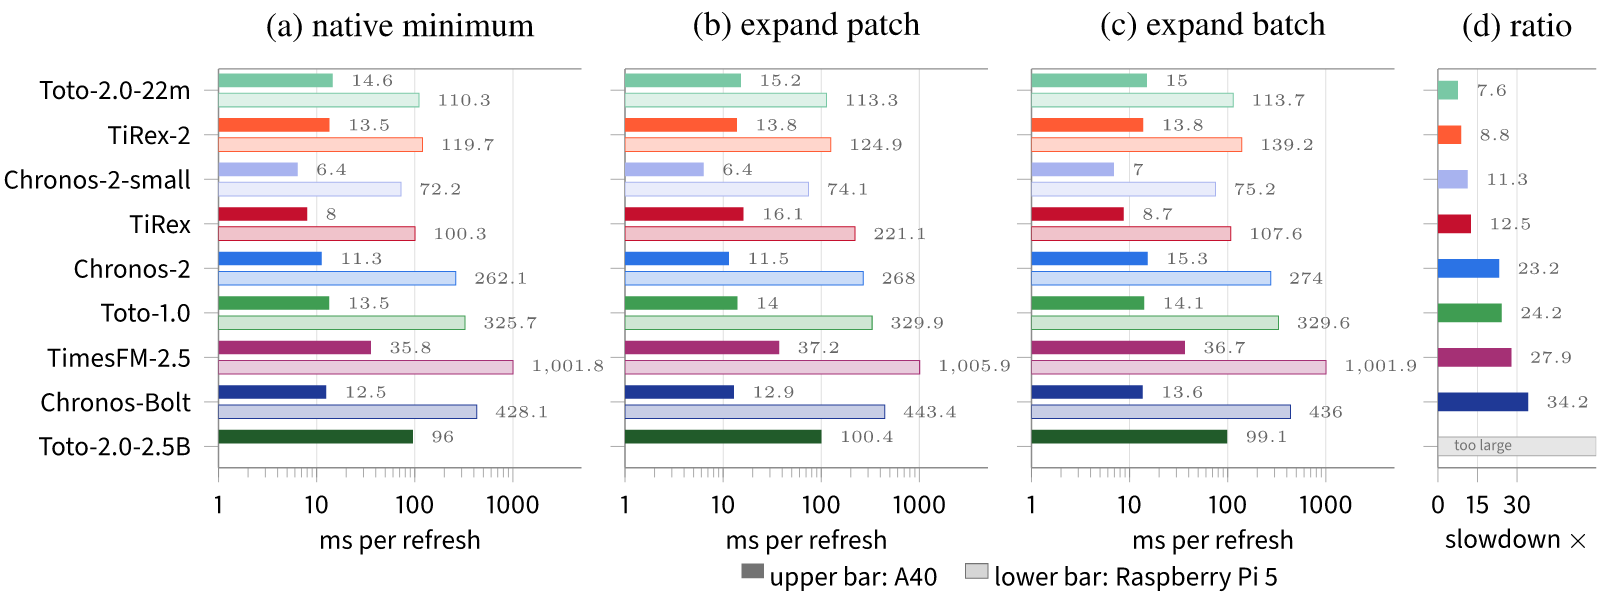 (a) native minimum (b) expand patch (c) expand batch (d) ratio
Toto-2.0-22m 14.6 110.3 15.2 113.3 15 113.7 7.6
TiRex-2 13.5 119.7 13.8 124.9 13.8 139.2 8.8
Chronos-2-small 6.4 72.2 6.4 74.1 7 75.2 11.3
TiRex 8 100.3 16.1 221.1 8.7 107.6 12.5
Chronos-2 11.3 262.1 11.5 268 15.3 274 23.2
Toto-1.0 13.5 325.7 14 329.9 14.1 329.6 24.2
TimesFM-2.5 35.8 1,001.8 37.2 1,005.9 36.7 1,001.9 27.9
Chronos-Bolt 12.5 428.1 12.9 443.4 13.6 436 34.2
Toto-2.0-2.5B 96 100.4 99.1 too large
1 10 100 1000 1 10 100 1000 1 10 100 1000 0 15 30
ms per refresh ms per refresh ms per refresh slowdown ×
upper bar: A40 lower bar: Raspberry Pi 5